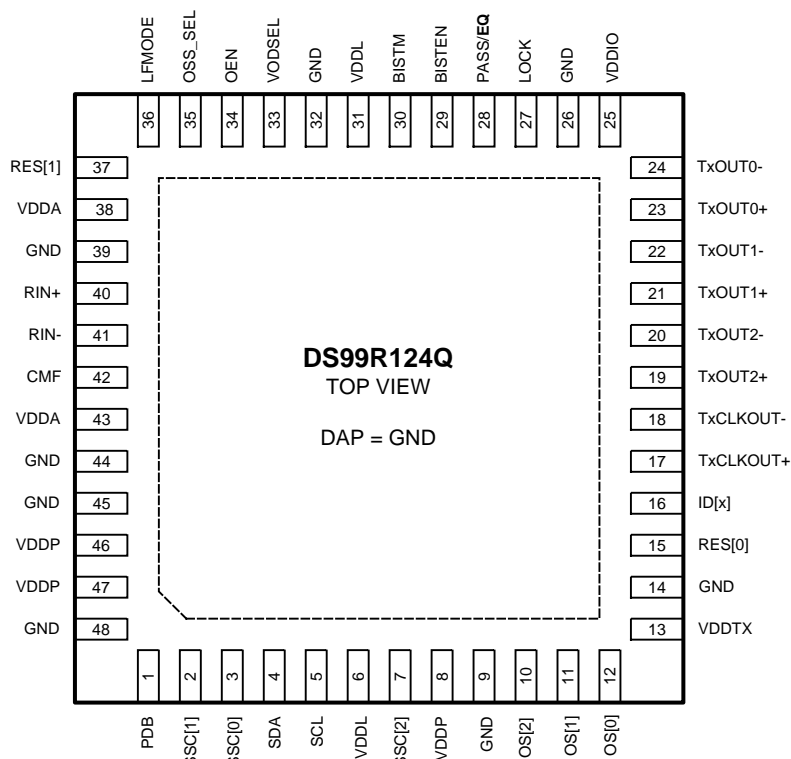 LFMODE
OSS_SEL
OEN
VODSEL
GND
VDDL
BISTM
BISTEN
PASS/EQ
LOCK
GND
VDDIO
36
35
34
33
32
31
30
29
28
27
26
25
RES[1] 37
VDDA 38
GND 39
RIN+ 40
RIN- 41
CMF 42
VDDA 43
GND 44
GND 45
VDDP 46
VDDP 47
GND 48
DS99R124Q
TOP VIEW
DAP = GND
24 TxOUT0-
23 TxOUT0+
22 TxOUT1-
21 TxOUT1+
20 TxOUT2-
19 TxOUT2+
18 TxCLKOUT-
17 TxCLKOUT+
16 ID[x]
15 RES[0]
14 GND
13 VDDTX
1
2
3
4
5
6
7
8
9
10
11
12
PDB
SSC[1]
SSC[0]
SDA
SCL
VDDL
SSC[2]
VDDP
GND
OS[2]
OS[1]
OS[0]